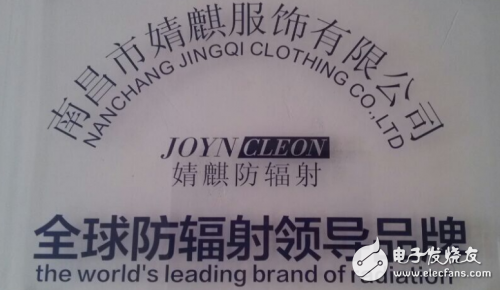 南昌市婧麒服饰有限公司
NANCHANG JINGQI CLOTHING CO.,LTD
JOYN CLEON
婧麒防辐射
全球防辐射领导品牌
the world's leading brand of radiation
电子发烧友
www.elecfans.com